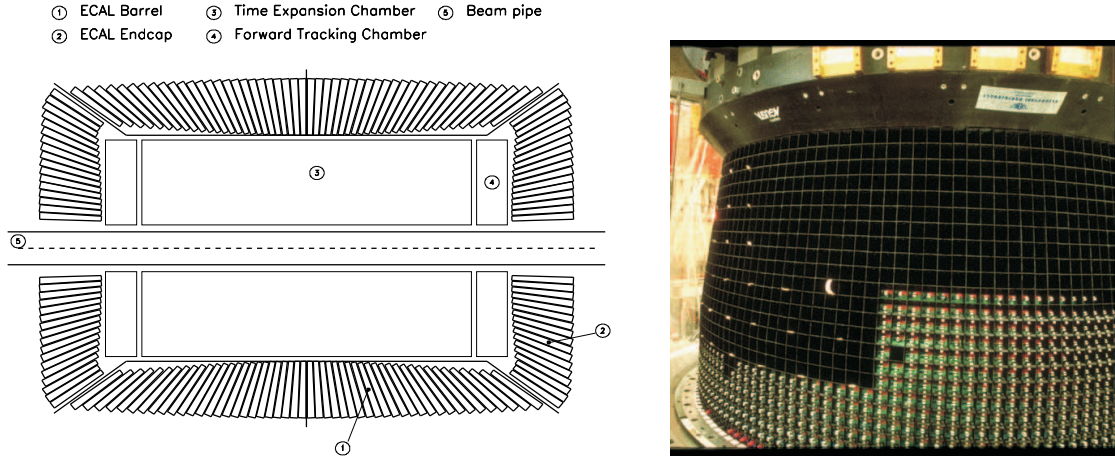 ① ECAL Barrel ③ Time Expansion Chamber ⑤ Beam pipe
② ECAL Endcap ④ Forward Tracking Chamber
③
④
⑤
②
①